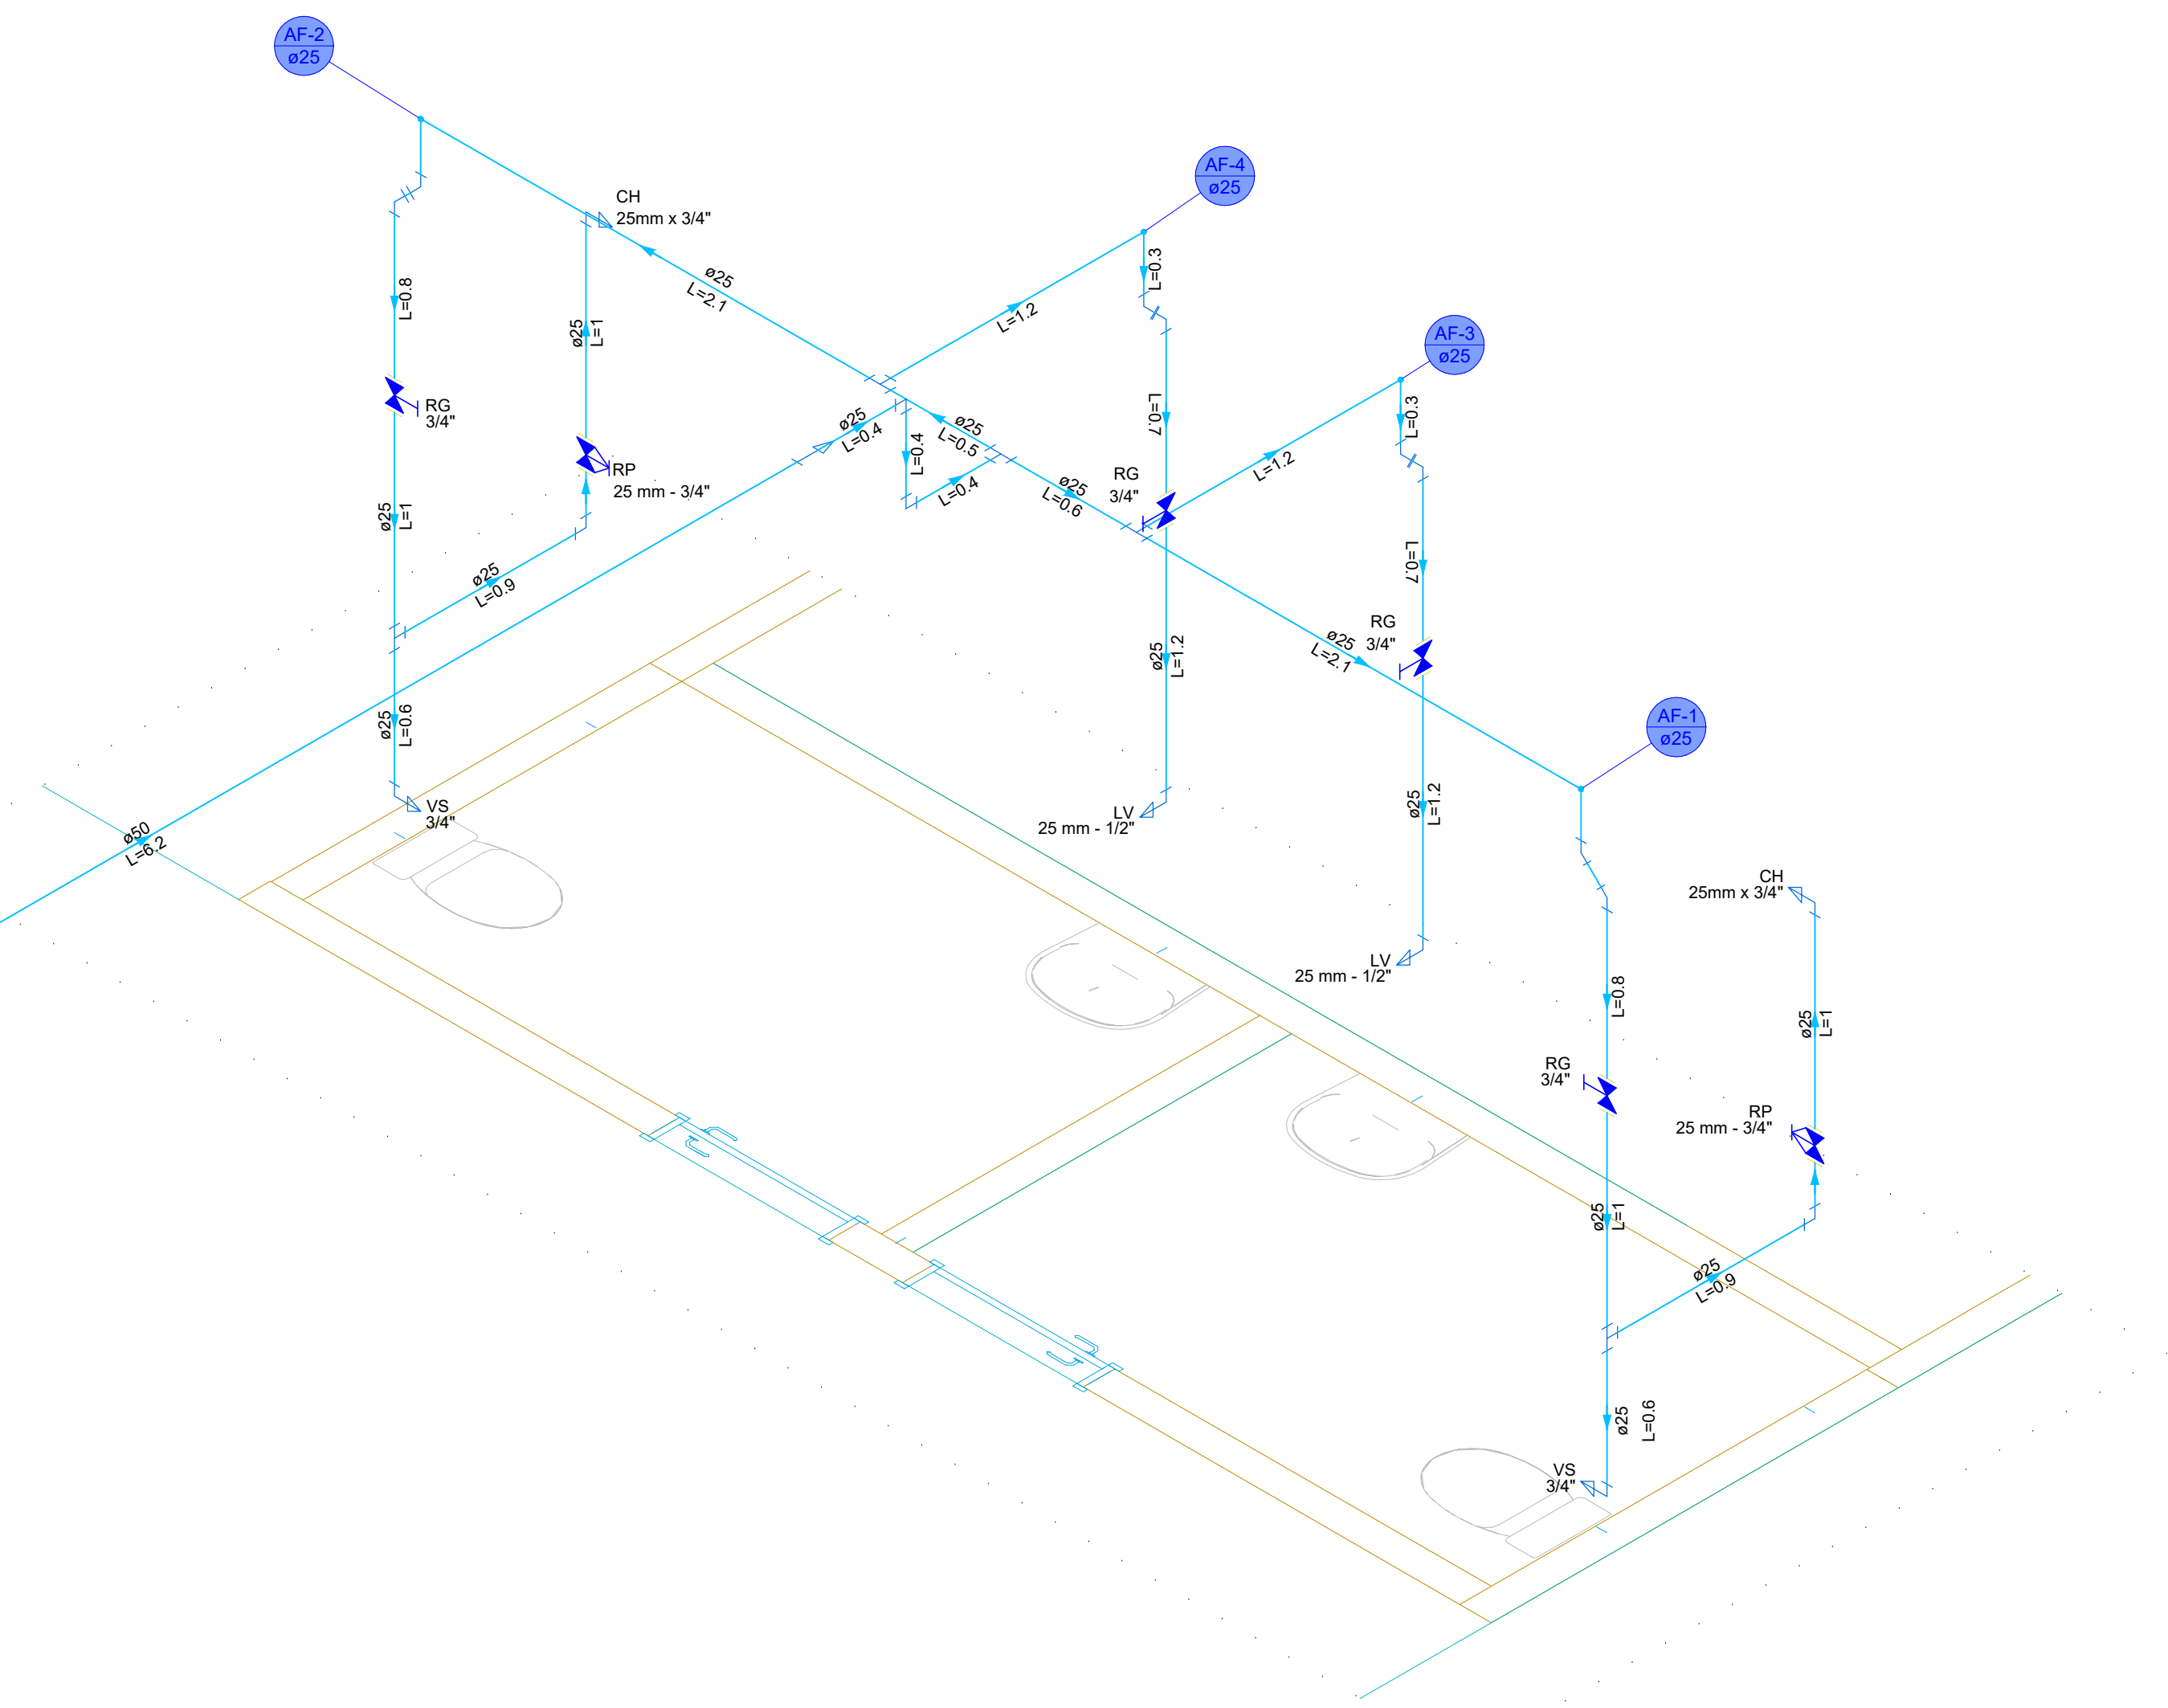 AF-2
ø25
AF-4
ø25
CH
25mm x 3/4"
L=0.3
ø25
L=2.1
L=0.8
L=1.2
ø25
L=1
AF-3
ø25
RG
3/4"
L=0.7
L=0.3
ø25
L=0.4
ø25
L=0.5
L=0.4
L=0.4
RP
25 mm - 3/4"
ø25
L=0.6
RG
3/4"
L=1.2
ø25
L=1
ø25
L=0.9
L=0.7
RG
3/4"
ø25
L=1.2
ø25
L=2.1
ø25
L=0.6
AF-1
ø25
VS
3/4"
ø50
L=6.2
LV
25 mm - 1/2"
ø25
L=1.2
CH
25mm x 3/4"
LV
25 mm - 1/2"
L=0.8
ø25
L=1
RG
3/4"
RP
25 mm - 3/4"
ø25
L=1
ø25
L=0.9
ø25
L=0.6
VS
3/4"